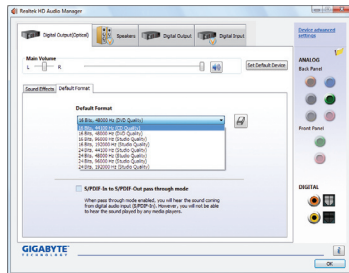 Realtek HD Audio Manager
Digital Output(Optical)
Speakers
Digital Output
Digital Input
Device advanced settings
Main Volume
L
R
Set Default Device
ANALOG
Back Panel
Sound Effects
Default Format
Default Format
16 Bits, 48000 Hz (DVD Quality)
16 Bits, 44100 Hz (CD Quality)
16 Bits, 48000 Hz (DVD Quality)
16 Bits, 96000 Hz (Studio Quality)
16 Bits, 192000 Hz (Studio Quality)
24 Bits, 44100 Hz (Studio Quality)
24 Bits, 48000 Hz (Studio Quality)
24 Bits, 96000 Hz (Studio Quality)
24 Bits, 192000 Hz (Studio Quality)
Front Panel
S/PDIF-In to S/PDIF-Out pass through mode
When pass through mode enabled, you will hear the sound coming
from digital audio input (S/PDIF-In). However, you will not be able
to hear the sound played by any media players.
DIGITAL
GIGABYTE
TECHNOLOGY
OK